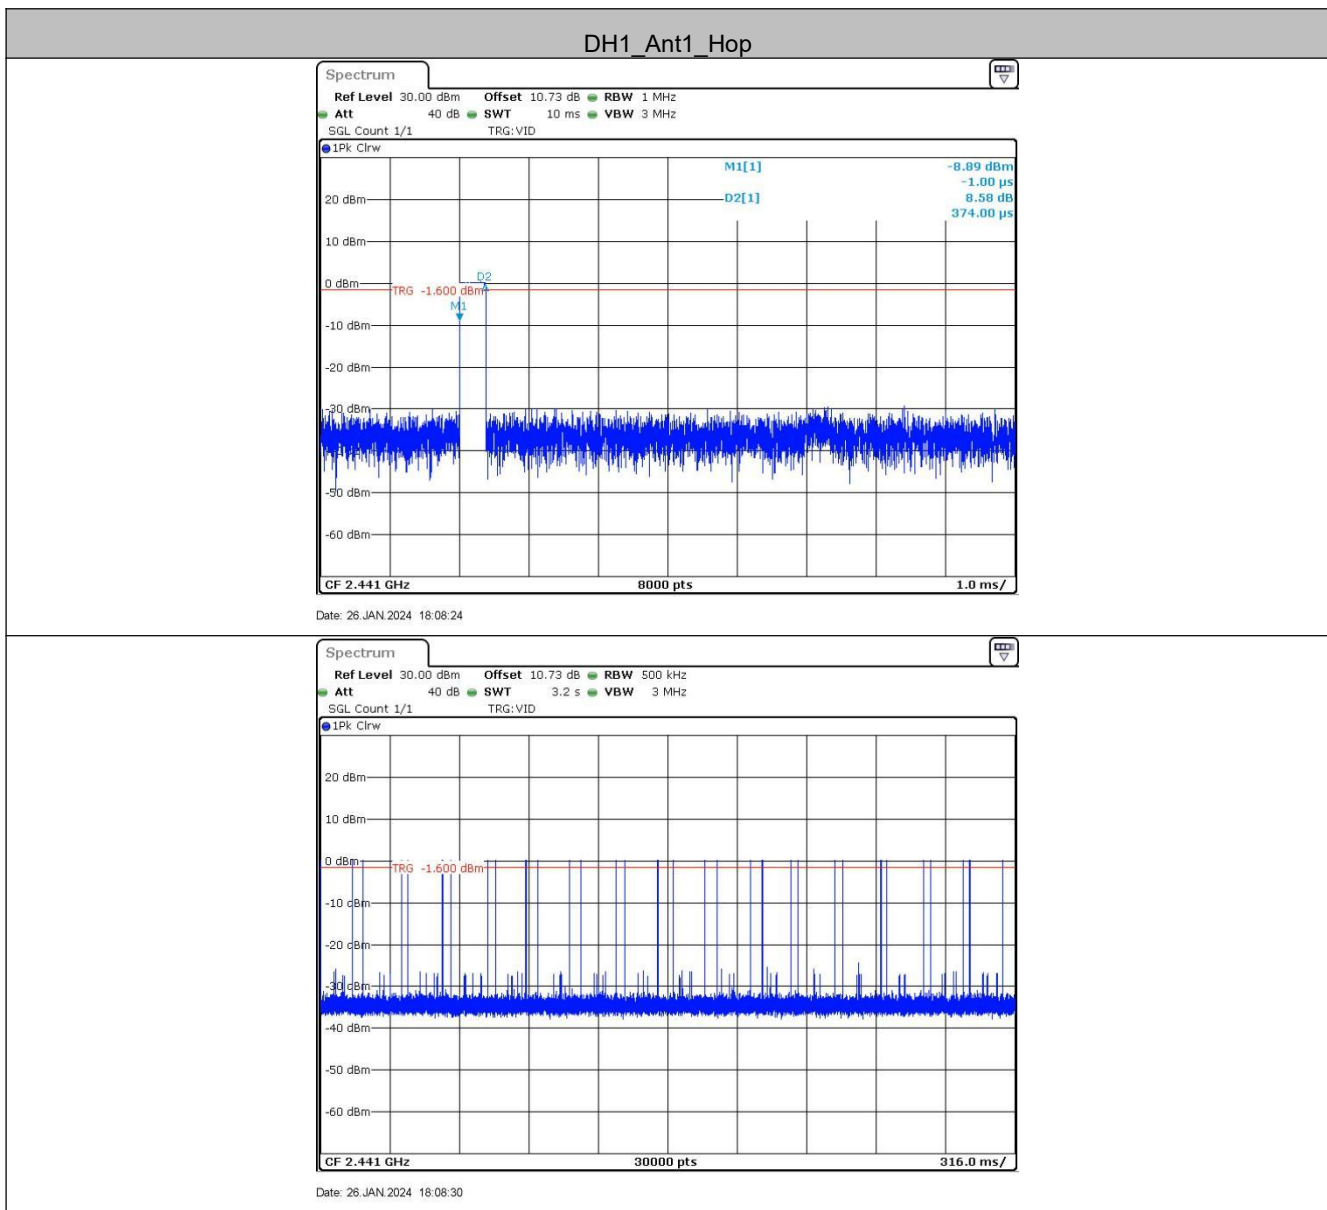 DH1_Ant1_Hop
Spectrum
Ref Level 30.00 dBm Offset 10.73 dB RBW 1 MHz
Att 40 dB SWT 10 ms VBW 3 MHz
SGL Count 1/1 TRG:VID
1Pk Clrw
M1[1] -8.89 dBm
-1.00 µs
20 dBm D2[1] 8.58 dB
374.00 µs
10 dBm
D2
0 dBm
TRG -1.600 dBm
M1
-10 dBm
-20 dBm
-30 dBm
-50 dBm
-60 dBm
CF 2.441 GHz 8000 pts 1.0 ms/
Date: 26.JAN.2024 18:08:24
Spectrum
Ref Level 30.00 dBm Offset 10.73 dB RBW 500 kHz
Att 40 dB SWT 3.2 s VBW 3 MHz
SGL Count 1/1 TRG:VID
1Pk Clrw
20 dBm
10 dBm
0 dBm
TRG -1.600 dBm
-10 dBm
-20 dBm
-30 dBm
-40 dBm
-50 dBm
-60 dBm
CF 2.441 GHz 30000 pts 316.0 ms/
Date: 26.JAN.2024 18:08:30